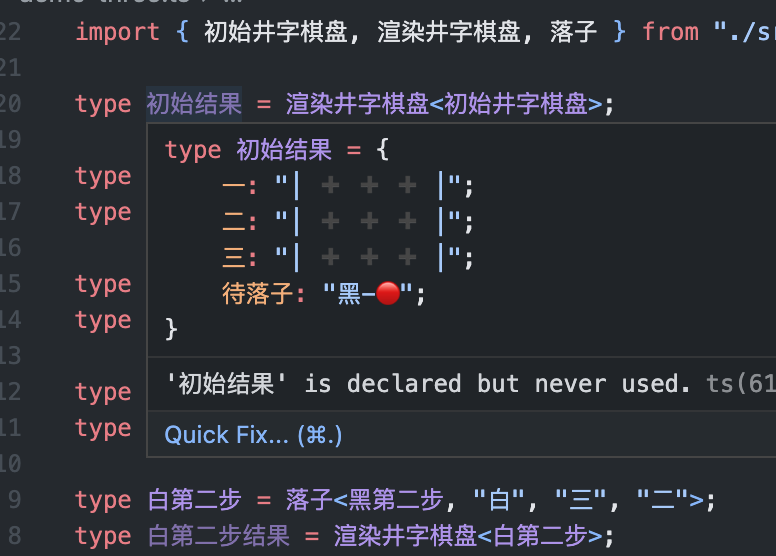 22 import { 初始井字棋盘, 渲染井字棋盘, 落子 } from "./s
21
20 type 初始结果 = 渲染井字棋盘<初始井字棋盘>;
19
type 初始结果 = {
18 type
一: "| ➕ ➕ ➕ |";
17 type
二: "| ➕ ➕ ➕ |";
16
三: "| ➕ ➕ ➕ |";
15 type
待落子: "黑—🔴";
14 type
}
13
12 type
'初始结果' is declared but never used. ts(61
11 type
Quick Fix... (⌘.)
10
9 type 白第二步 = 落子<黑第二步, "白", "三", "二">;
8 type 白第二步结果 = 渲染井字棋盘<白第二步>;